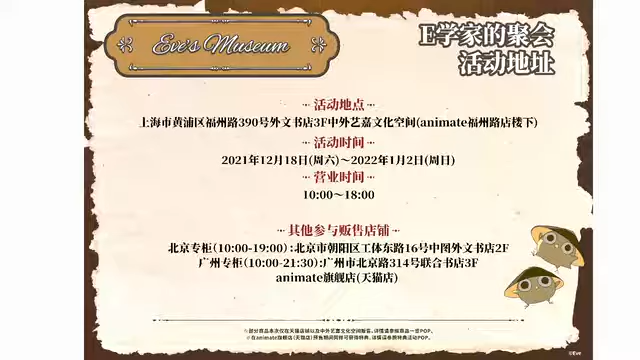 Eve's Museum
E学家的聚会
活动地址
活动地点
上海市黄浦区福州路390号外文书店3F中外艺嘉文化空间(animate福州路店楼下)
活动时间
2021年12月18日(周六)～2022年1月2日(周日)
营业时间
10:00～18:00
其他参与贩售店铺
北京专柜(10:00-19:00):北京市朝阳区工体东路16号中图外文书店2F
广州专柜(10:00-21:30):广州市北京路314号联合书店3F
animate旗舰店(天猫店)
©Eve